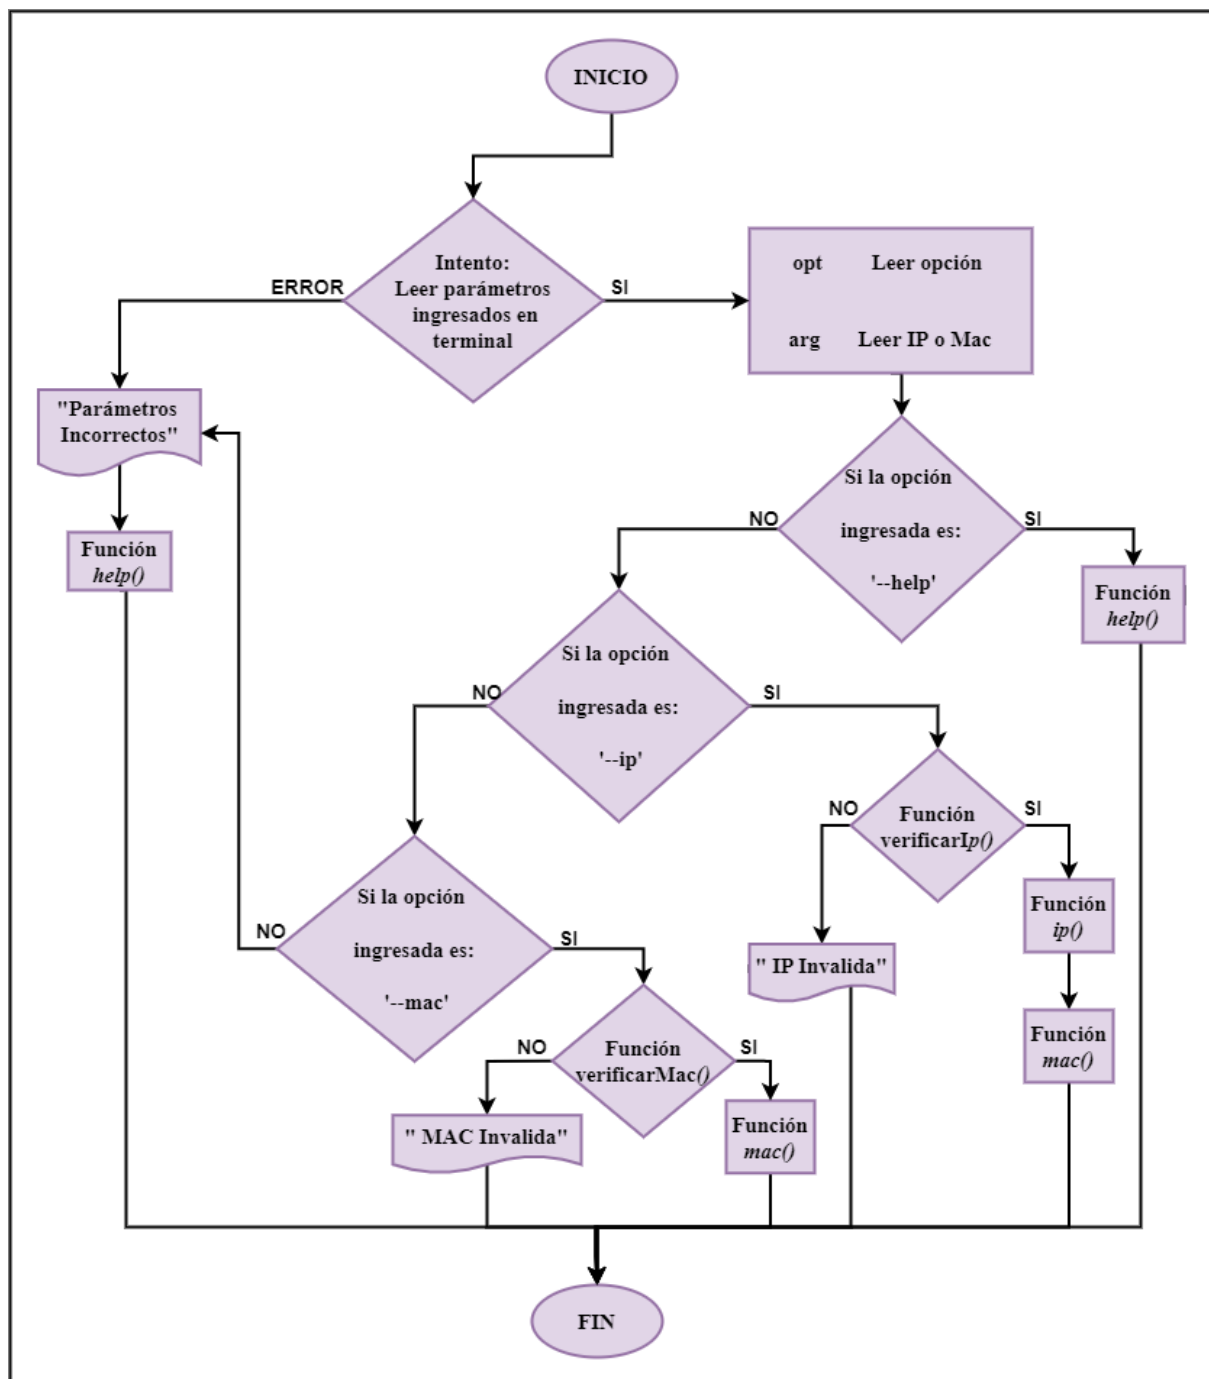 INICIO
Intento:
Leer parámetros
ingresados en
terminal
ERROR
SI
opt Leer opción
arg Leer IP o Mac
"Parámetros
Incorrectos"
Función
help()
Si la opción
ingresada es:
'--help'
NO
SI
Función
help()
Si la opción
ingresada es:
'--ip'
NO
SI
Función
verificarIp()
NO
SI
Función
ip()
Función
mac()
" IP Invalida"
Si la opción
ingresada es:
'--mac'
NO
SI
Función
verificarMac()
NO
SI
" MAC Invalida"
Función
mac()
FIN